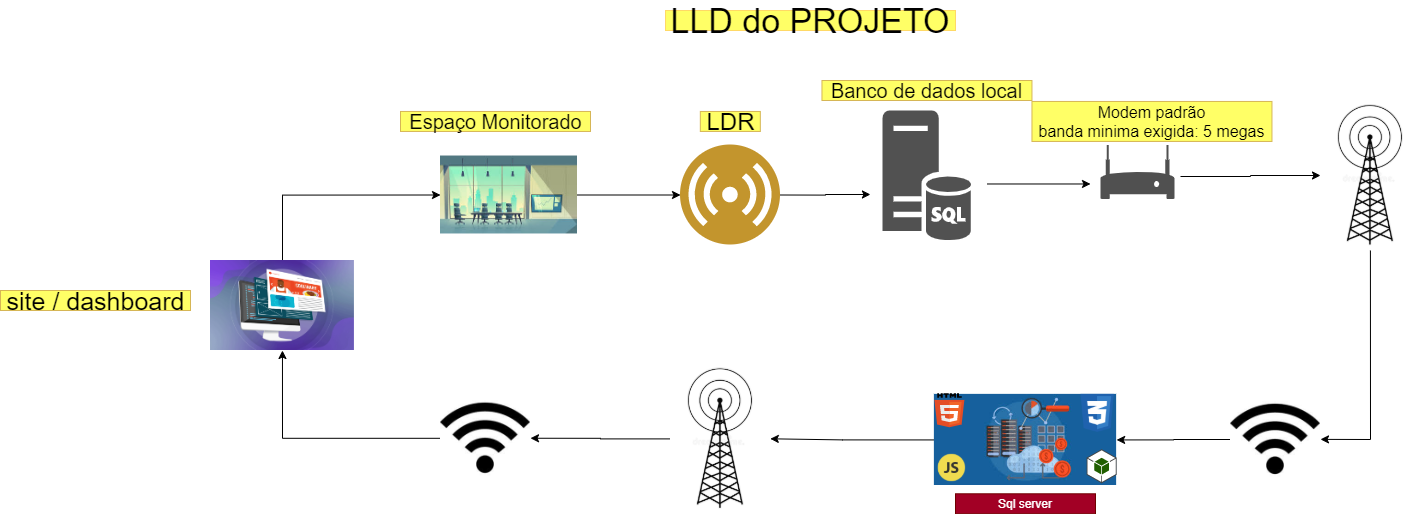 LLD do PROJETO
Banco de dados local
Espaço Monitorado
LDR
Modem padrão
banda minima exigida: 5 megas
SQL
site / dashboard
HTML
5
3
JS
Sql server